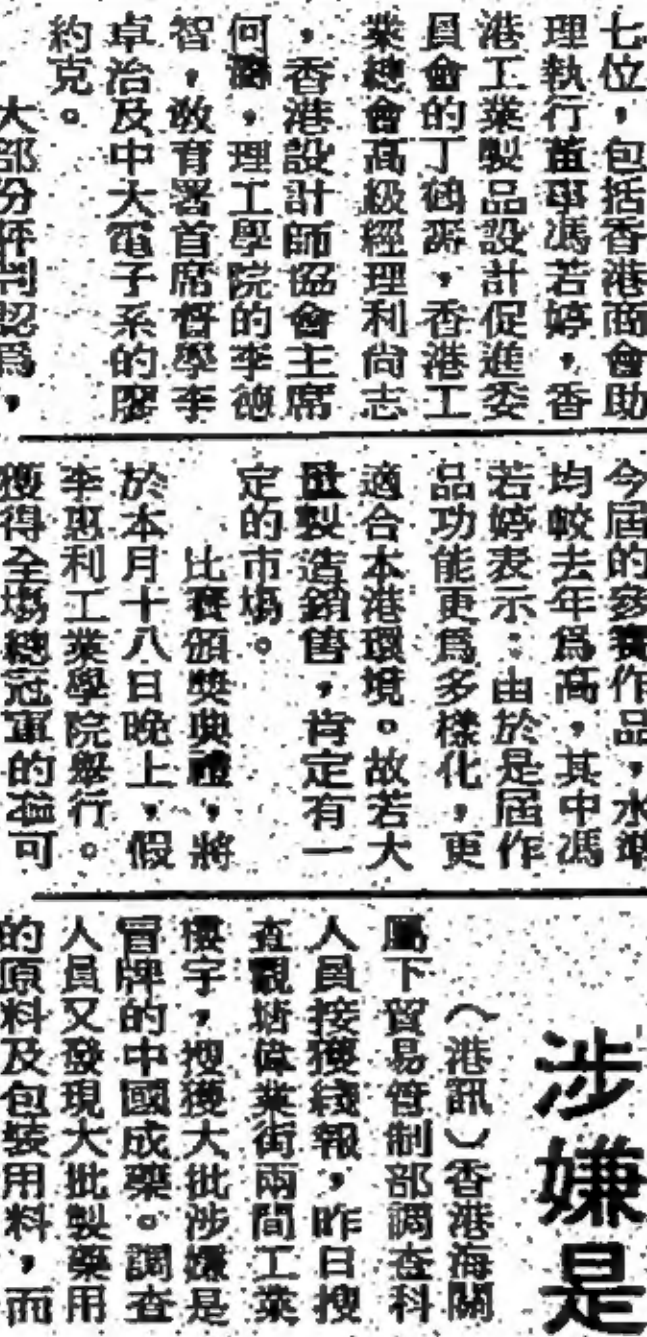 七位，包括香港商會助
理執行董事馮若婷，香
港工業製品設計促進委
員會的丁鶴壽，香港工
業總會高級經理利尚志
，香港設計師協會主席
何濤，理工學院的李德
智，敎育署首席督學李
卓治及中大電子系的廖
約克。
大部分評判認爲，
今屆的參賽作品，水準
均較去年爲高，其中馮
若婷表示：由於是屆作
品功能更爲多樣化，更
適合本港環境。故若大
量製造銷售，肯定有一
定的市場。
比賽頒獎典禮，將
於本月十八日晚上，假
李惠利工業學院舉行。
獲得全場總冠軍的溫可
涉嫌是
（港訊）香港海關
屬下貿易管制部調查科
人員接獲綫報，昨日搜
查觀塘偉業街兩間工業
樓宇，搜獲大批涉嫌是
冒牌的中國成藥。調查
人員又發現大批製藥用
的原料及包裝用料，而